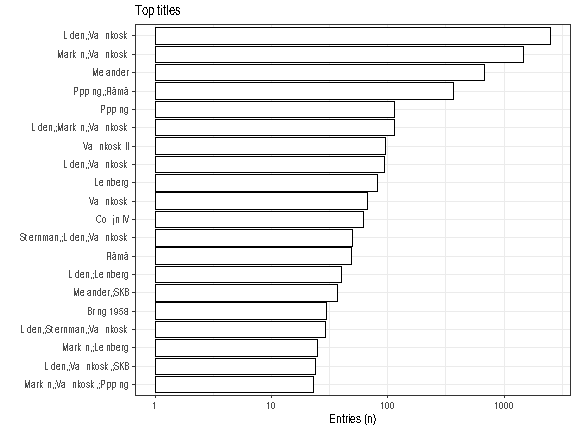 Top titles
L den,;Va nkosk
Mark n,;Va nkosk
Me ander
Ppp ng,;Råmå
Ppp ng
L den,;Mark n,;Va nkosk
Va nkosk II
L den,;Va nkosk
Le nberg
Va nkosk
Co jn IV
Sternman,;L den,;Va nkosk
Råmå
L den,;Le nberg
Me ander,;SKB
Br ng 1958
L den,;Sternman,;Va nkosk
Mark n,;Le nberg
L den,;Va nkosk,;SKB
Mark n,;Va nkosk,;Ppp ng
1 10 100 1000
Entries (n)